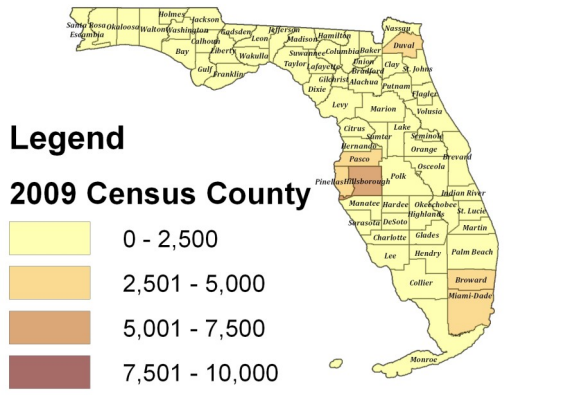 Legend
2009 Census County
0 - 2,500
2,501 - 5,000
5,001 - 7,500
7,501 - 10,000
Holmes
Jackson
Santa Rosa
Okaloosa
Walton
Washington
Escambia
Calhoun
Gadsden
Leon
Jefferson
Madison
Hamilton
Nassau
Duval
Bay
Liberty
Wakulla
Gulf
Franklin
Taylor
Suwannee
Columbia
Baker
Lafayette
Union
Bradford
Clay
St. Johns
Dixie
Gilchrist
Alachua
Putnam
Flagler
Levy
Marion
Volusia
Citrus
Sumter
Lake
Seminole
Hernando
Orange
Brevard
Pasco
Osceola
Pinellas
Hillsborough
Polk
Indian River
Manatee
Hardee
Okeechobee
Highlands
St. Lucie
Sarasota
DeSoto
Martin
Charlotte
Glades
Lee
Hendry
Palm Beach
Collier
Broward
Miami-Dade
Monroe